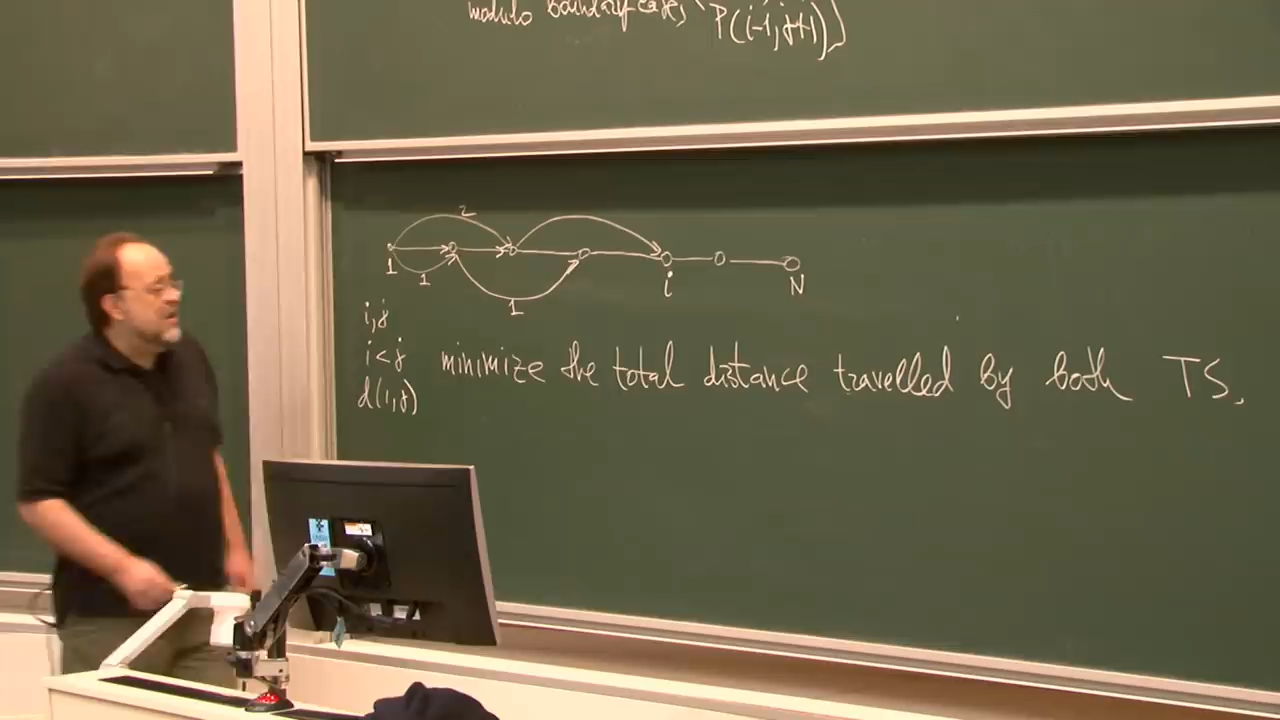 modulo boundary cases, P(i-1, j+1))
2
1
1
1
i
N
i,j
i < j minimize the total distance travelled by both TS.
d(i,j)